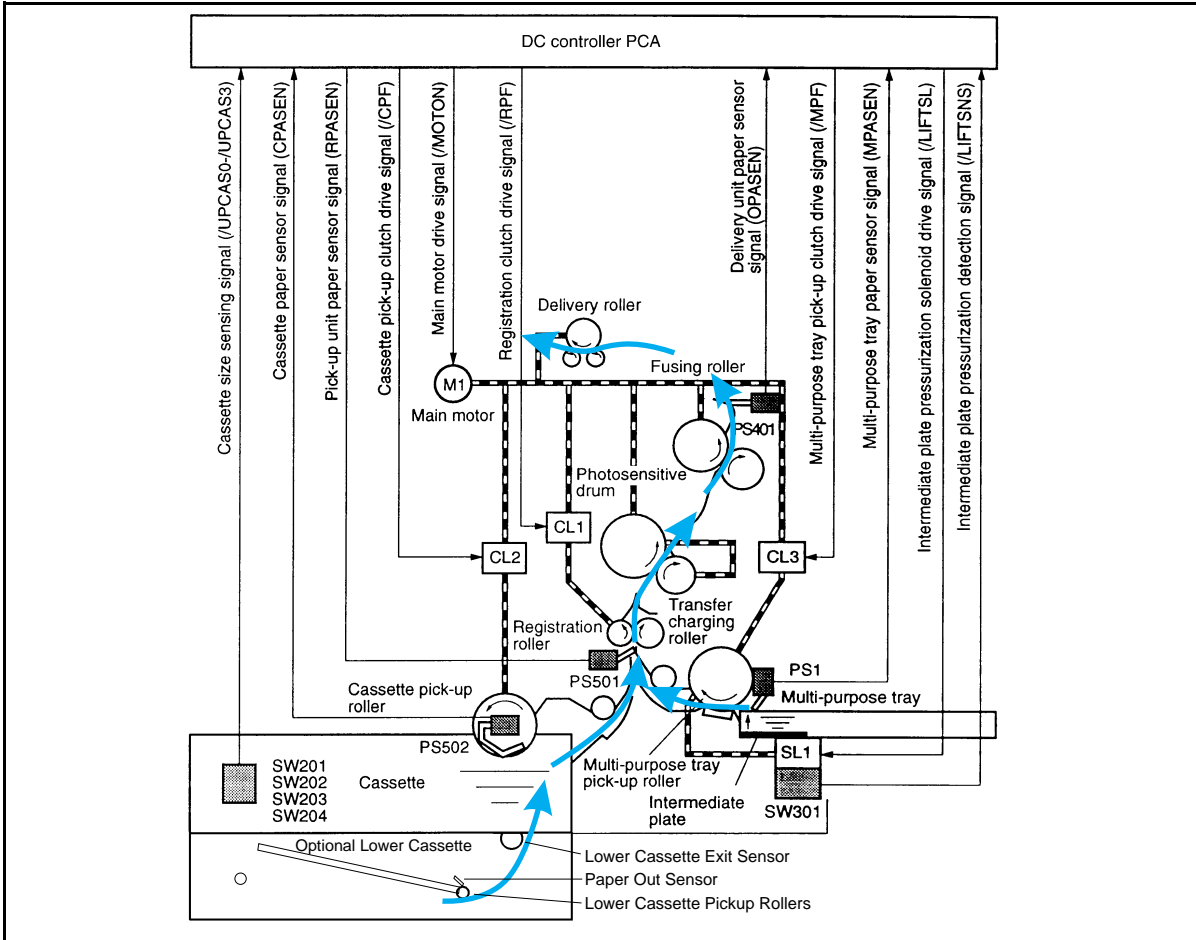 DC controller PCA
Cassette size sensing signal (/UPCAS0-/UPCAS3)
Cassette paper sensor signal (CPASEN)
Pick-up unit paper sensor signal (RPASEN)
Cassette pick-up clutch drive signal (/CPF)
Main motor drive signal (/MOTON)
Registration clutch drive signal (/RPF)
Delivery unit paper sensor
signal (OPASEN)
Multi-purpose tray pick-up clutch drive signal (/MPF)
Multi-purpose tray paper sensor signal (MPASEN)
Intermediate plate pressurization solenoid drive signal (/LIFTSL)
Intermediate plate pressurization detection signal (/LIFTSNS)
Delivery roller
Fusing roller
M1
Main motor
PS401
Photosensitive
drum
CL1
CL2
CL3
Transfer
charging
roller
Registration
roller
PS501
PS1
Cassette pick-up
roller
Multi-purpose tray
PS502
SL1
Multi-purpose tray
pick-up roller
SW201
SW202
SW203
SW204
Cassette
Intermediate
plate
SW301
Optional Lower Cassette
Lower Cassette Exit Sensor
Paper Out Sensor
Lower Cassette Pickup Rollers